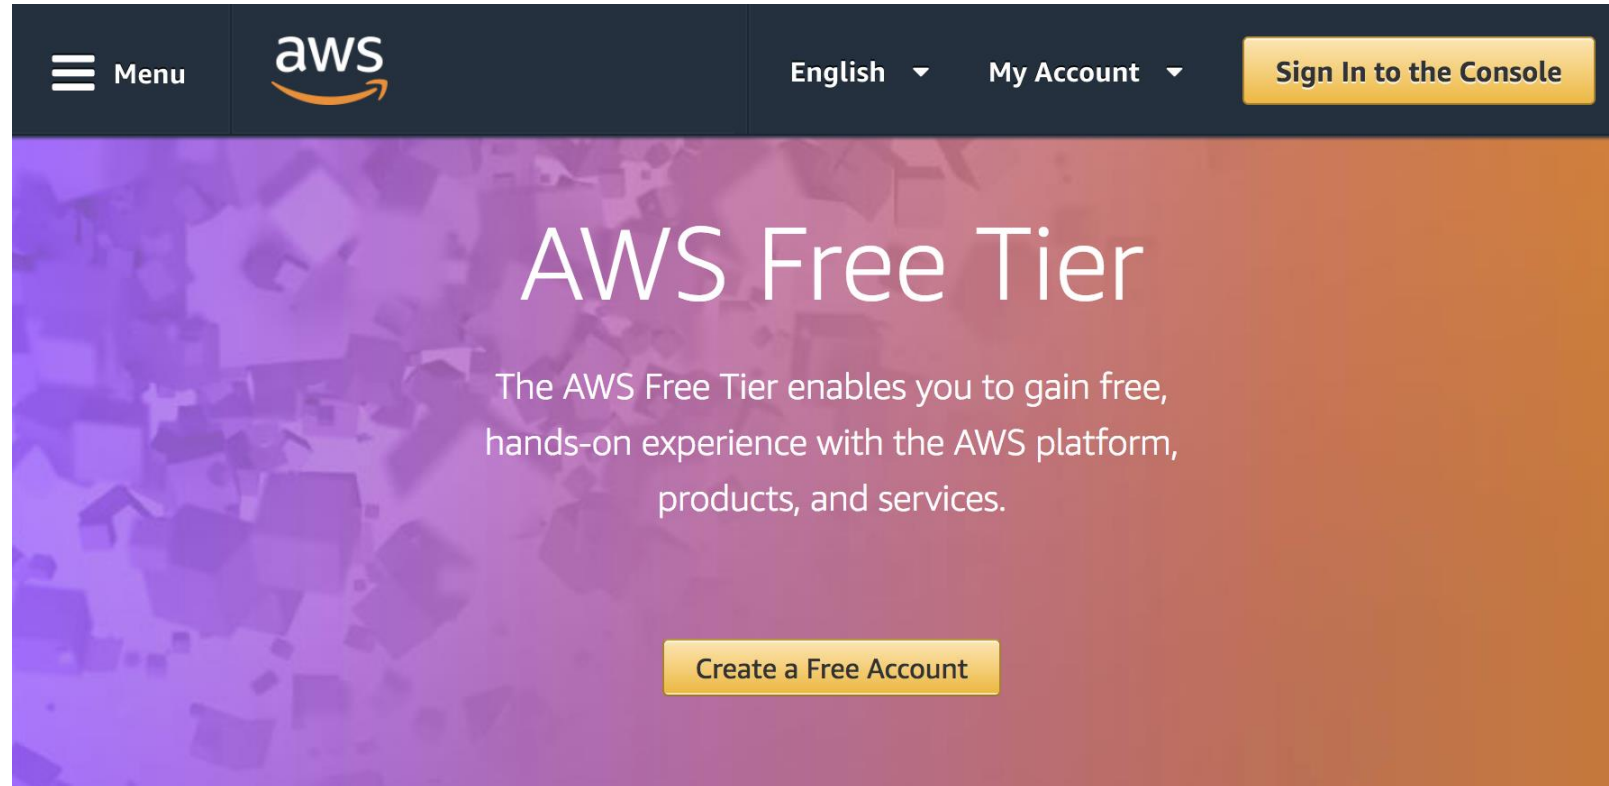 Menu
aws
English
My Account
Sign In to the Console
AWS Free Tier
The AWS Free Tier enables you to gain free,
hands-on experience with the AWS platform,
products, and services.
Create a Free Account